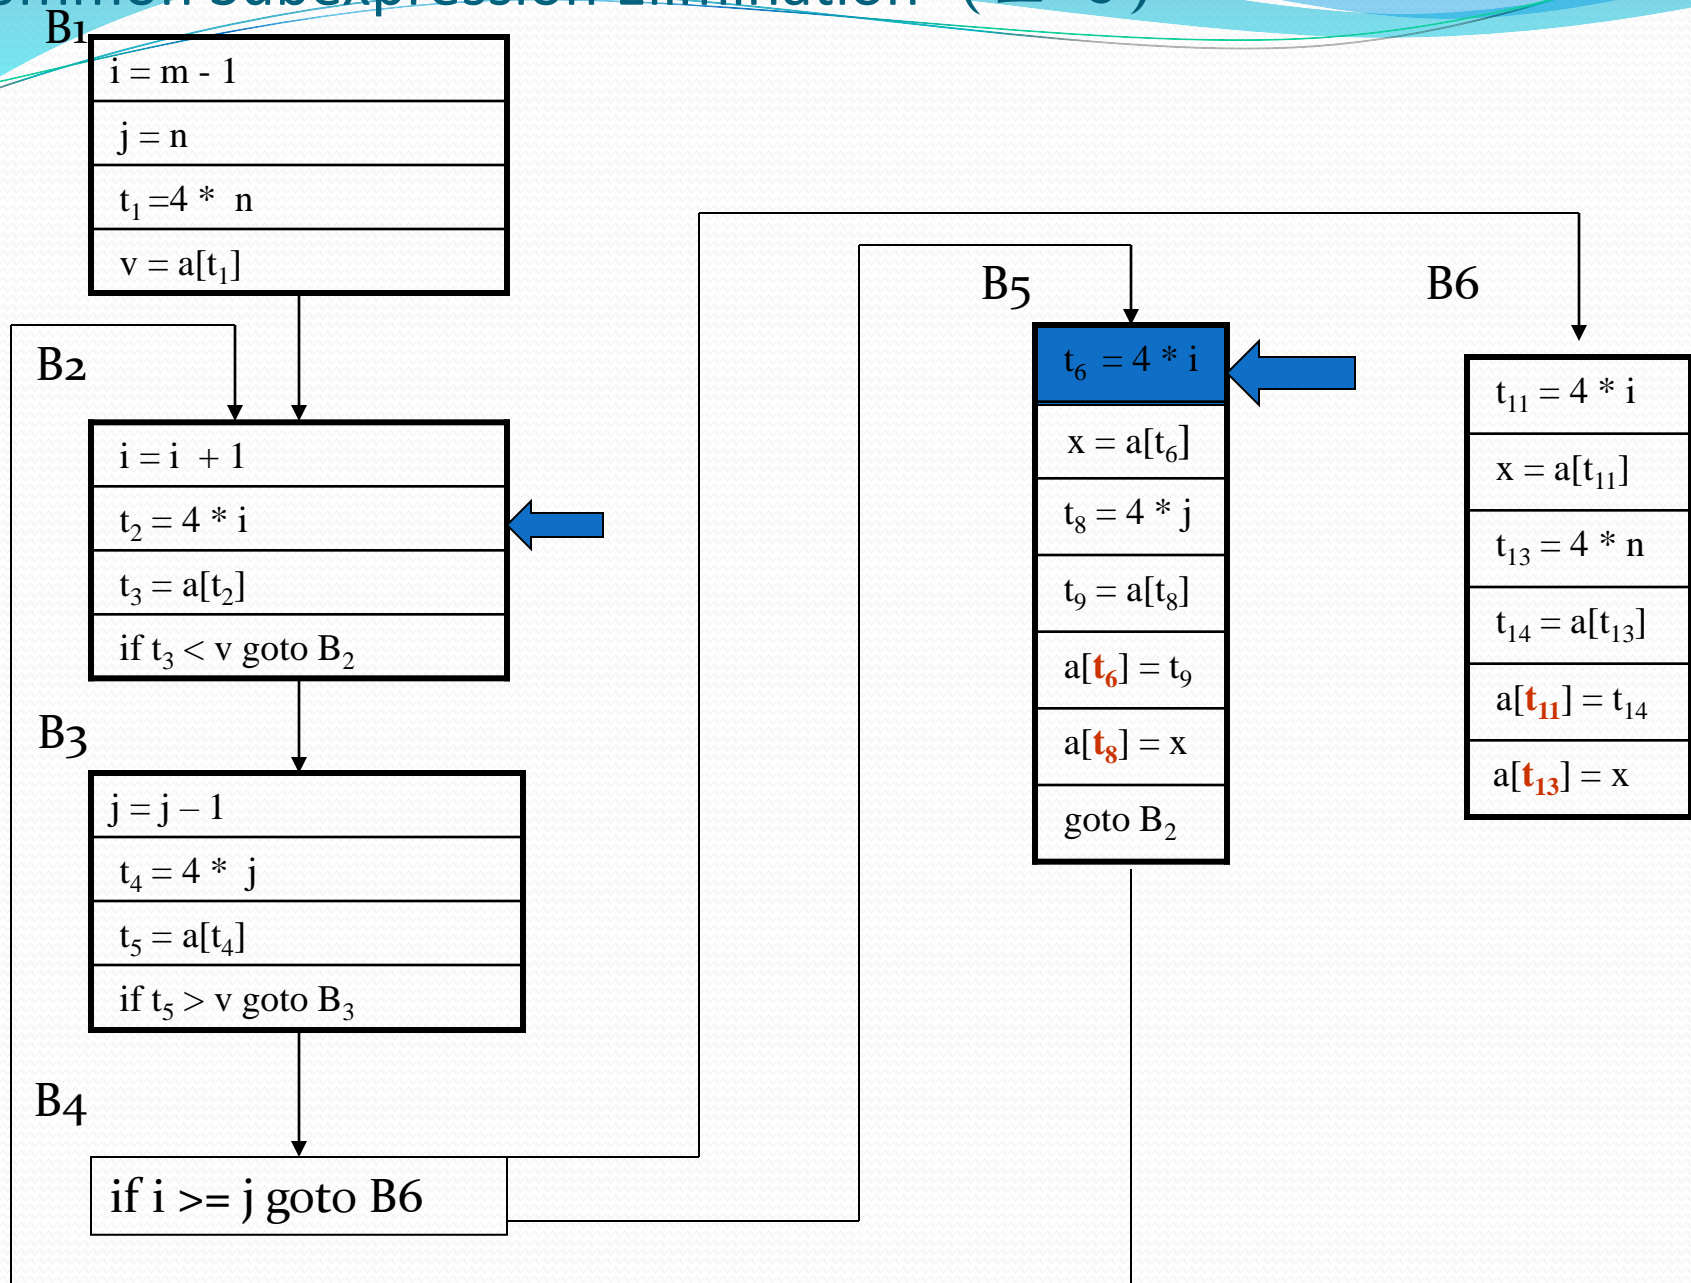 Subexpression Elimination
B1
i = m - 1
j = n
t₁ =4 * n
v = a[t₁]
B2
i = i + 1
t₂ = 4 * i
t₃ = a[t₂]
if t₃ < v goto B₂
B3
j = j – 1
t₄ = 4 * j
t₅ = a[t₄]
if t₅ > v goto B₃
B4
if i >= j goto B6
B5
t₆ = 4 * i
x = a[t₆]
t₈ = 4 * j
t₉ = a[t₈]
a[t₆] = t₉
a[t₈] = x
goto B₂
B6
t₁₁ = 4 * i
x = a[t₁₁]
t₁₃ = 4 * n
t₁₄ = a[t₁₃]
a[t₁₁] = t₁₄
a[t₁₃] = x